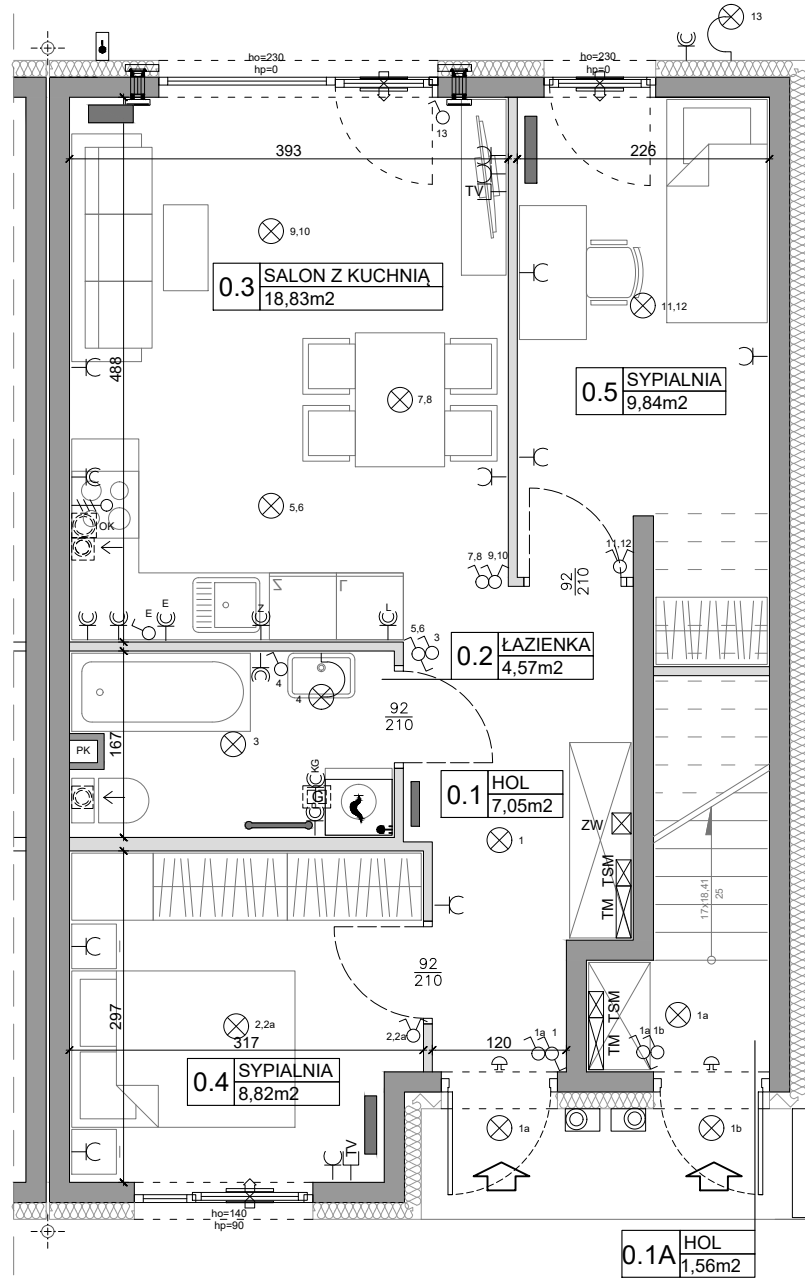 13
ho=230
hp=0
ho=230
hp=0
13
393
226
TV
9,10
0.3 SALON Z KUCHNIĄ
18,83m2
11,12
488
0.5 SYPIALNIA
9,84m2
7,8
5,6
OK
7,8 9,10
11,12
92
210
E
E
Z
L
5,6
3
0.2 ŁAZIENKA
4,57m2
4
4
92
210
3
167
PK
KG
G
P
0.1 HOL
7,05m2
ZW
1
TM TSM
17x18,41
25
92
210
297
2,2a
2,2a
317
120
1a 1
1a
1a 1b
TM TSM
0.4 SYPIALNIA
8,82m2
TV
1a
1b
ho=140
hp=90
0.1A HOL
1,56m2